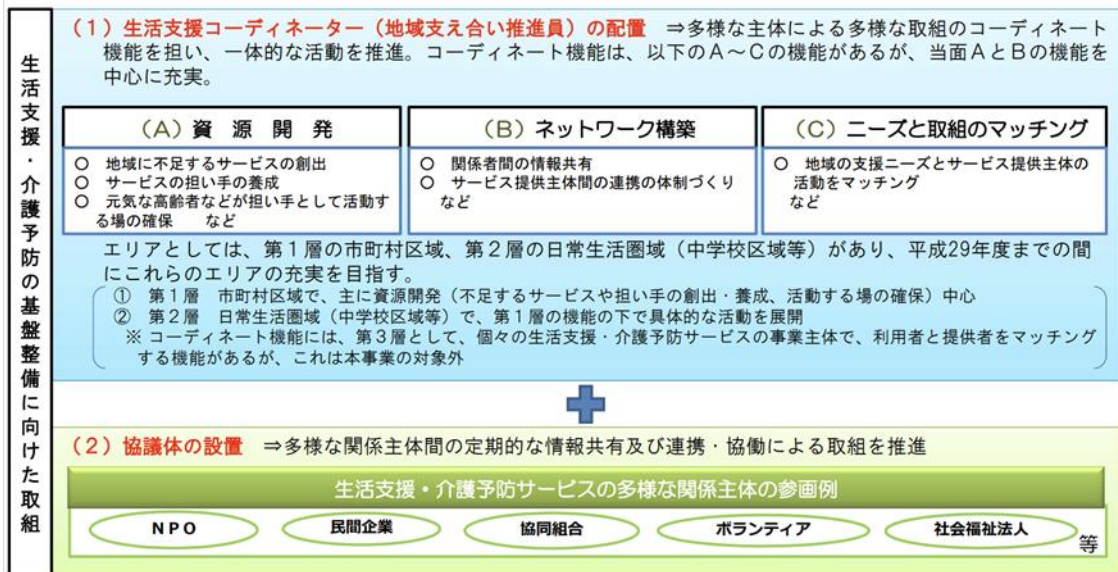 生活支援・介護予防の基盤整備に向けた取組
(1)生活支援コーディネーター(地域支え合い推進員)の配置 ⇒多様な主体による多様な取組のコーディネート
機能を担い、一体的な活動を推進。コーディネート機能は、以下のA～Cの機能があるが、当面AとBの機能を
中心に充実。
(A)資 源 開 発
○ 地域に不足するサービスの創出
○ サービスの担い手の養成
○ 元気な高齢者などが担い手として活動す
る場の確保 など
(B)ネットワーク構築
○ 関係者間の情報共有
○ サービス提供主体間の連携の体制づくり
など
(C)ニーズと取組のマッチング
○ 地域の支援ニーズとサービス提供主体の
活動をマッチング
など
エリアとしては、第1層の市町村区域、第2層の日常生活圏域(中学校区域等)があり、平成29年度までの間
にこれらのエリアの充実を目指す。
① 第1層 市町村区域で、主に資源開発(不足するサービスや担い手の創出・養成、活動する場の確保)中心
② 第2層 日常生活圏域(中学校区域等)で、第1層の機能の下で具体的な活動を展開
※ コーディネート機能には、第3層として、個々の生活支援・介護予防サービスの事業主体で、利用者と提供者をマッチング
する機能があるが、これは本事業の対象外
(2)協議体の設置 ⇒多様な関係主体間の定期的な情報共有及び連携・協働による取組を推進
生活支援・介護予防サービスの多様な関係主体の参画例
NPO
民間企業
協同組合
ボランティア
社会福祉法人
等